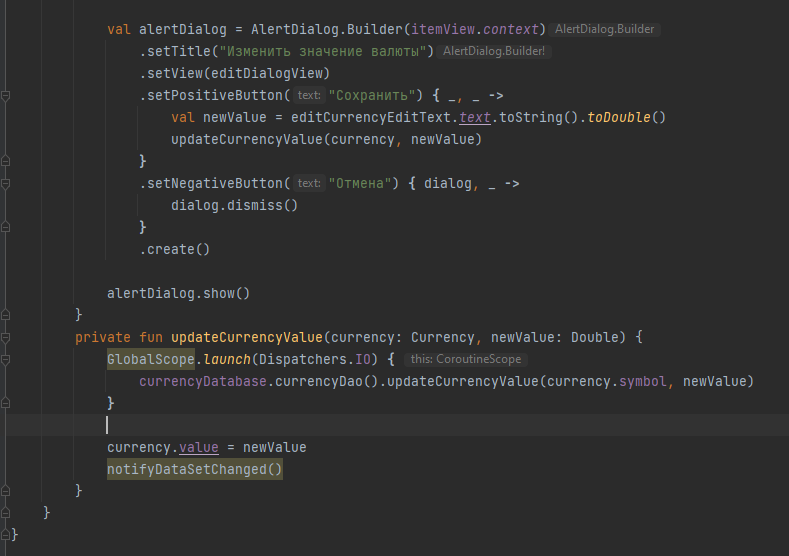 val alertDialog = AlertDialog.Builder(itemView.context) AlertDialog.Builder
.setTitle("Изменить значение валюты") AlertDialog.Builder!
.setView(editDialogView)
.setPositiveButton( text: "Сохранить") { _, _ ->
val newValue = editCurrencyEditText.text.toString().toDouble()
updateCurrencyValue(currency, newValue)
}
.setNegativeButton( text: "Отмена") { dialog, _ ->
dialog.dismiss()
}
.create()
alertDialog.show()
}
private fun updateCurrencyValue(currency: Currency, newValue: Double) {
GlobalScope.launch(Dispatchers.IO) { this: CoroutineScope
currencyDatabase.currencyDao().updateCurrencyValue(currency.symbol, newValue)
}
currency.value = newValue
notifyDataSetChanged()
}
}
}